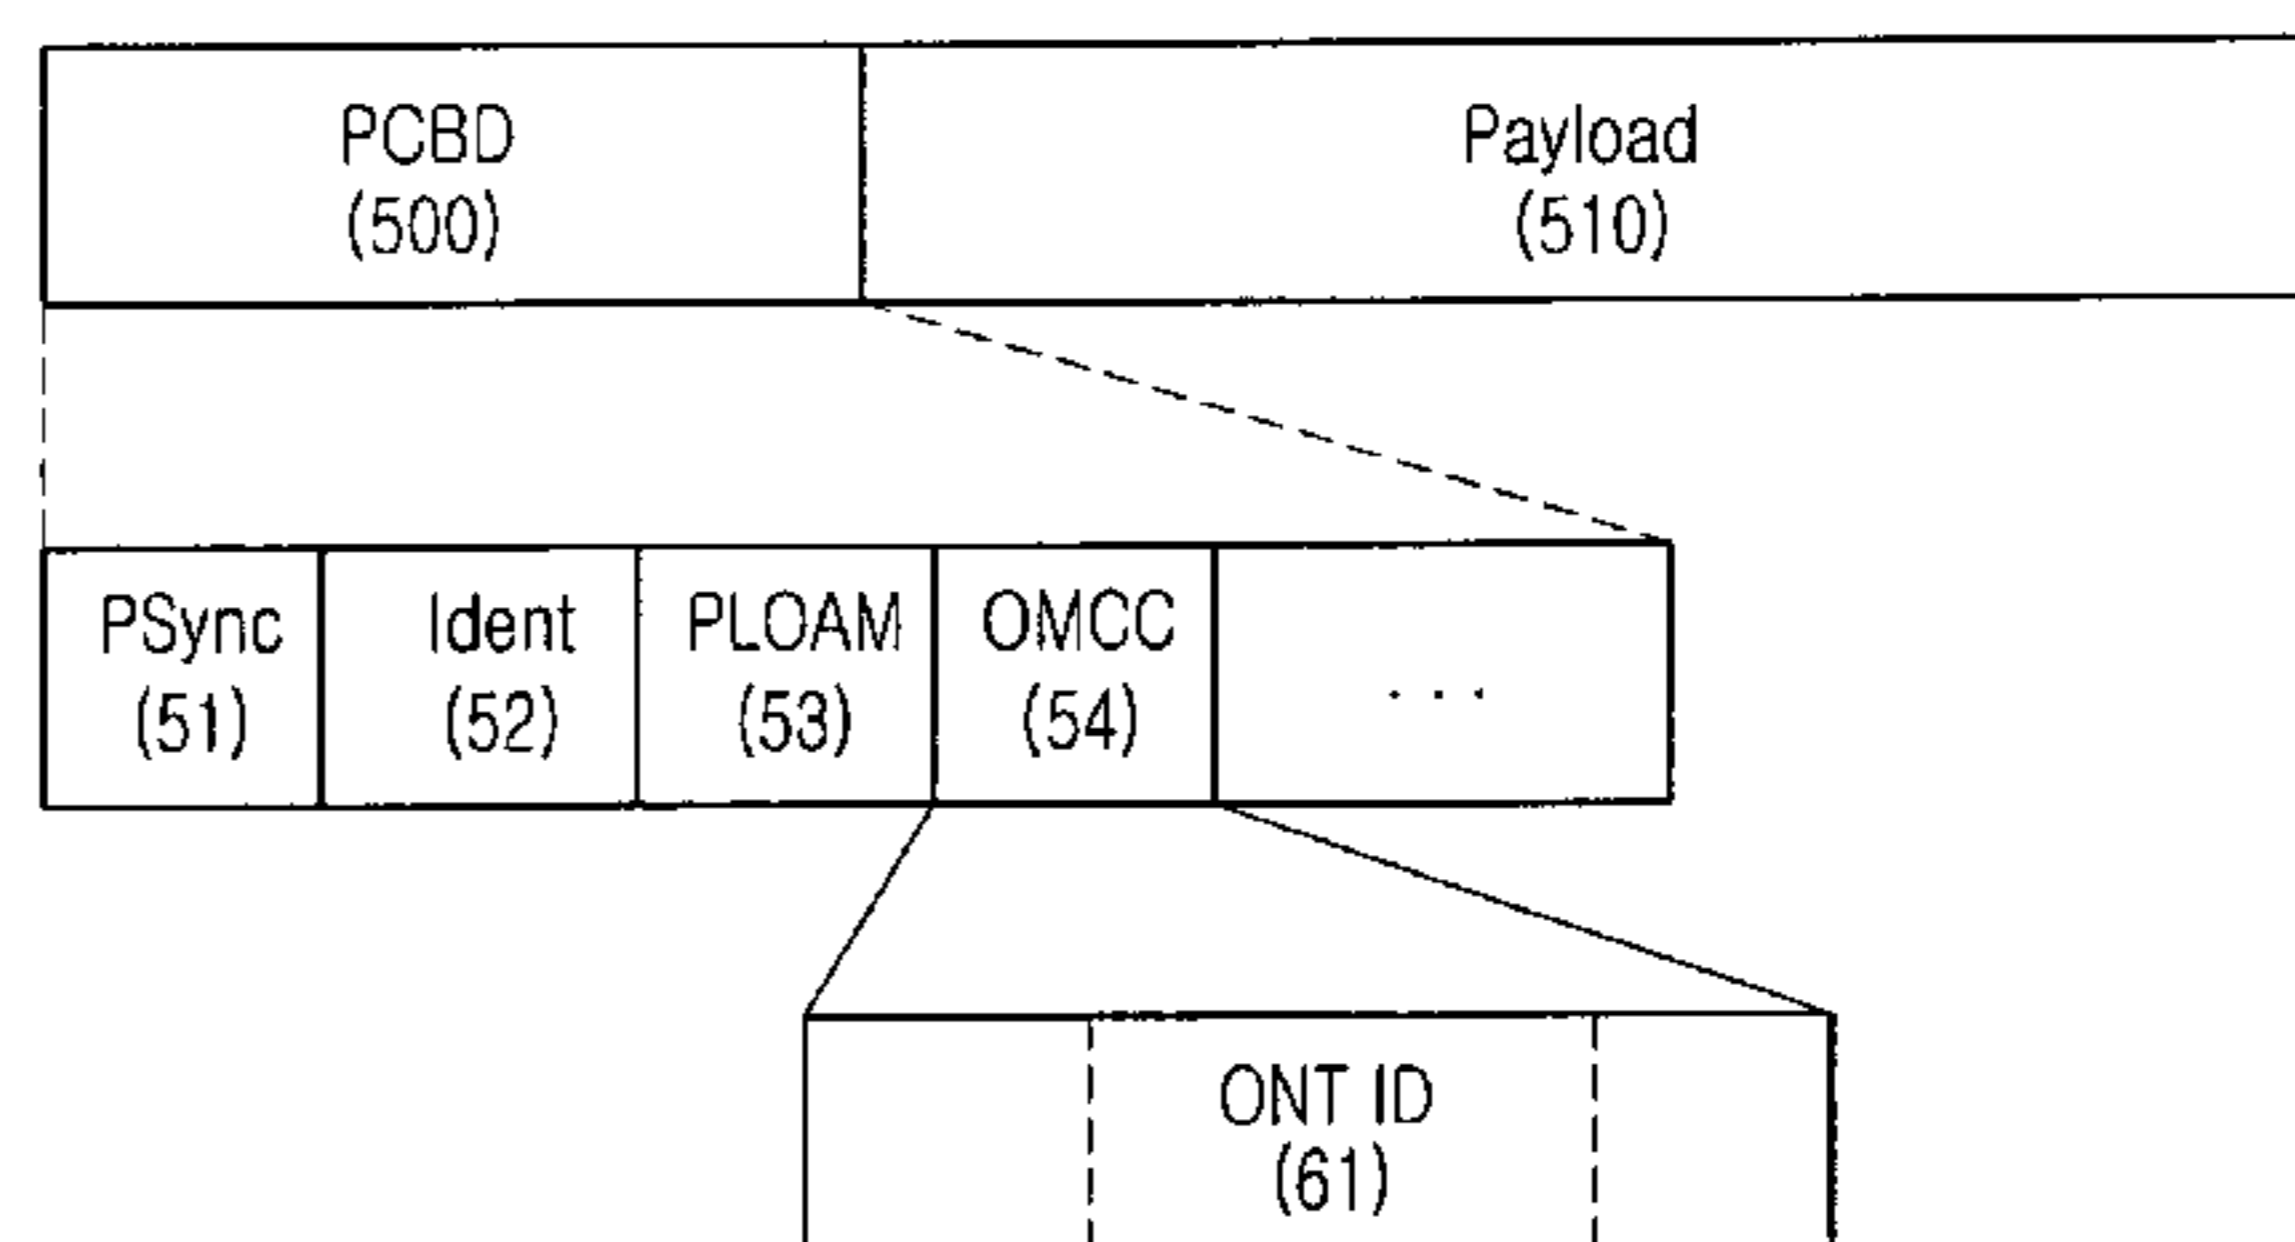 PCBD
(500)
Payload
(510)
PSync
(51)
Ident
(52)
PLOAM
(53)
OMCC
(54)
. . .
ONT ID
(61)